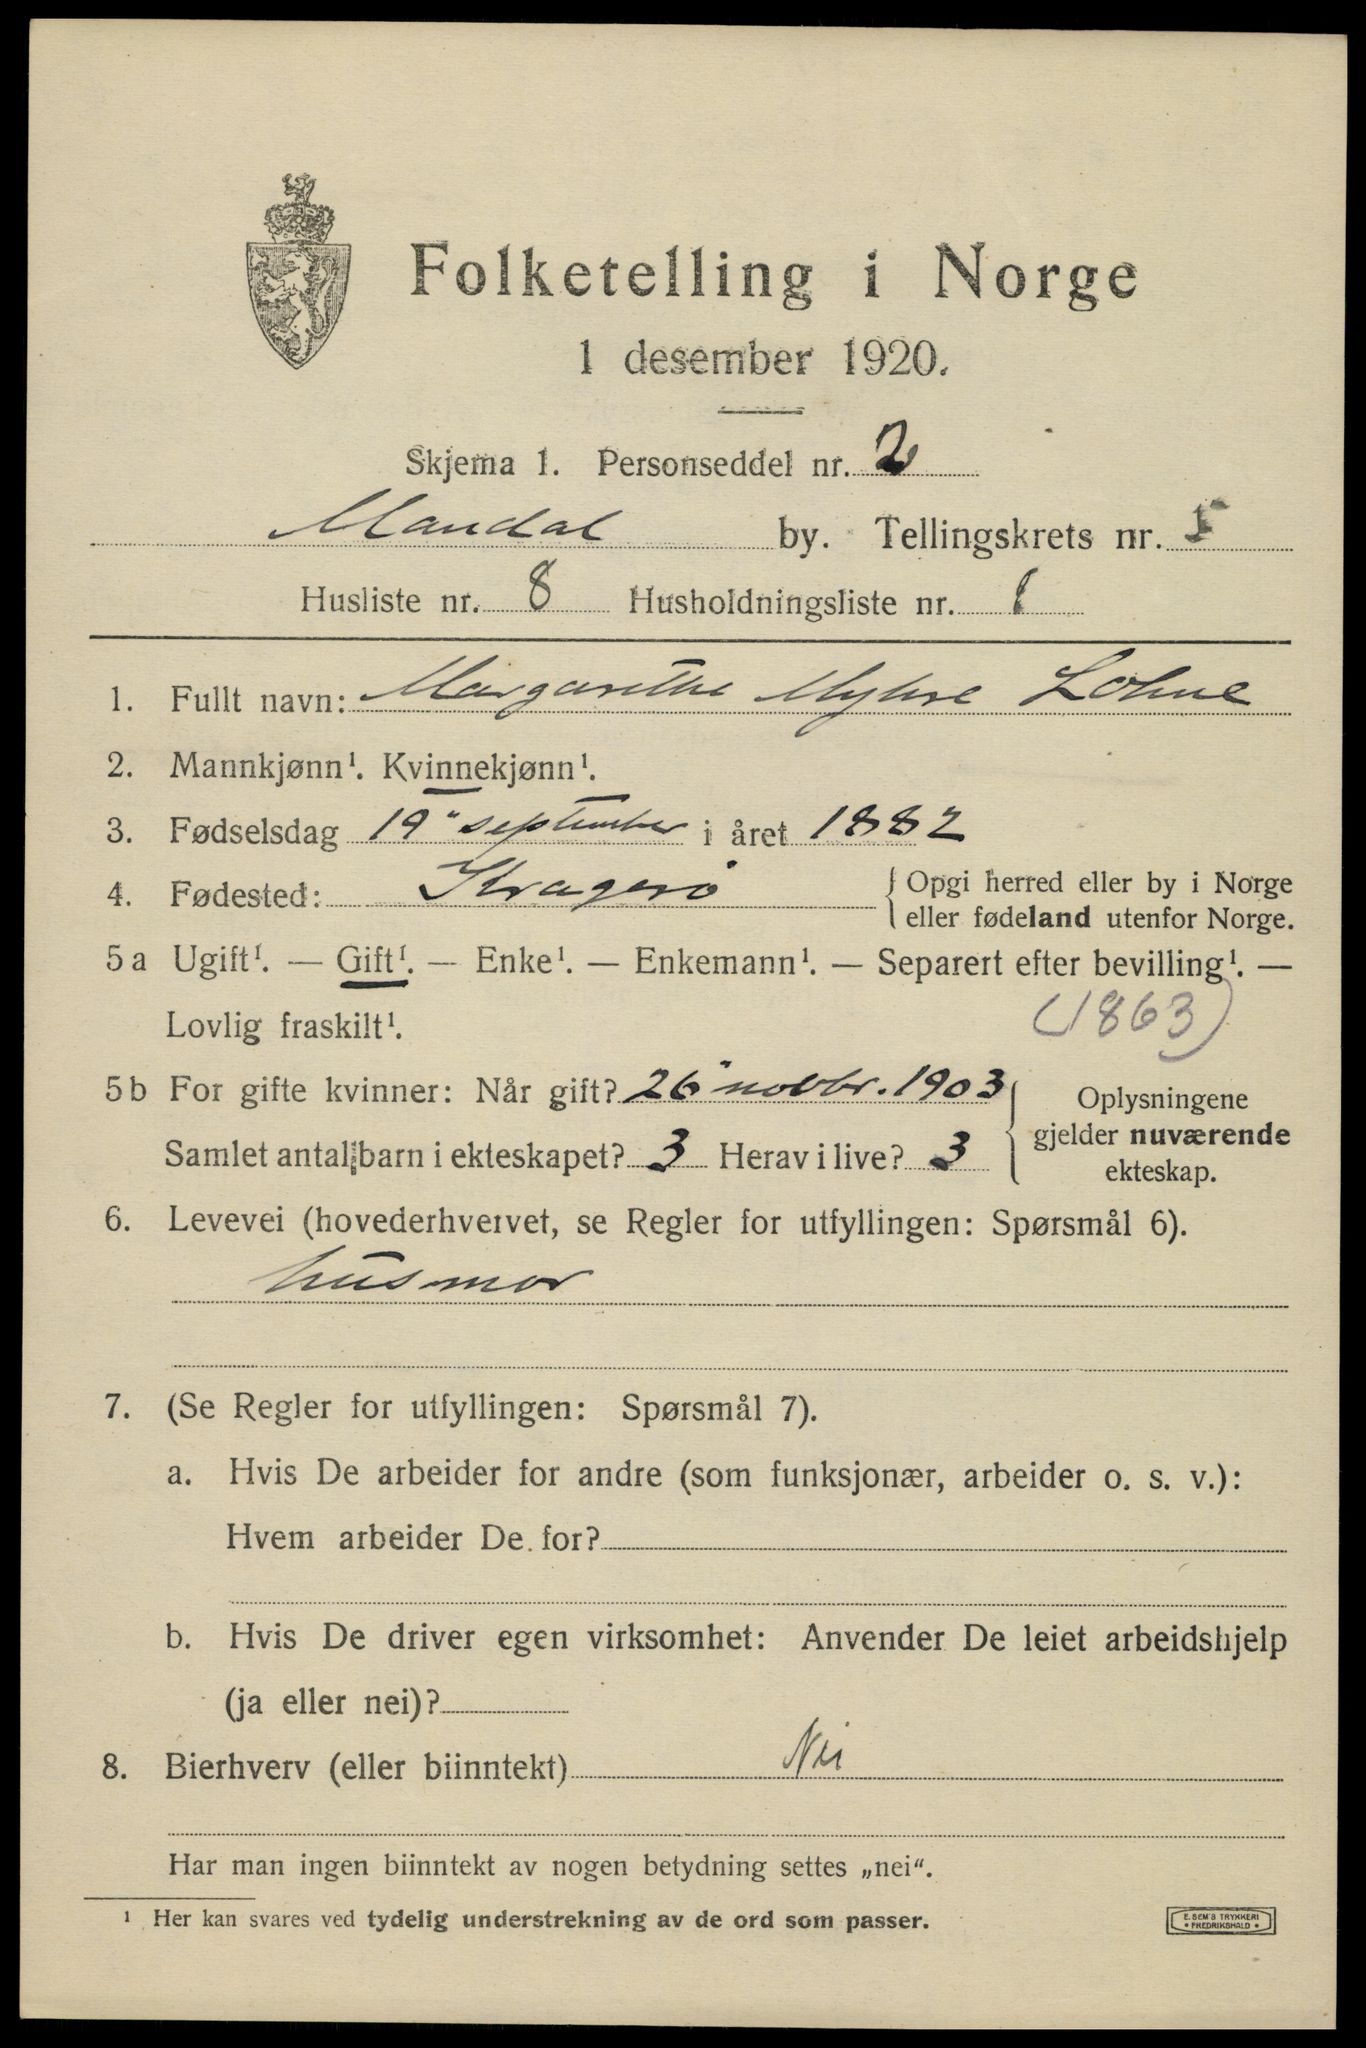 Folketelling i Norge
1 desember 1920.
Skjema 1. Personseddel nr. 2
Mandal by. Tellingskrets nr.
Husliste nr. 8 Husholdningsliste nr. 1
1. Fullt navn: Margarethe Myhre Lohne
2. Mannkjønn¹. Kvinnekjønn¹.
3. Fødselsdag 19" september i året 1882
4. Fødested: Kragerø { Opgi herred eller by i Norge
eller fødeland utenfor Norge.
5 a Ugift¹. — Gift¹. — Enke¹. — Enkemann¹. — Separert efter bevilling¹. —
Lovlig fraskilt¹. (1863)
5 b For gifte kvinner: Når gift? 26" novbr. 1903 { Oplysningene
gjelder nuværende
ekteskap.
Samlet antal barn i ekteskapet? 3 Herav i live? 3
6. Levevei (hovederhvervet, se Regler for utfyllingen: Spørsmål 6).
husmor
7. (Se Regler for utfyllingen: Spørsmål 7).
a. Hvis De arbeider for andre (som funksjonær, arbeider o. s. v.):
Hvem arbeider De for?
b. Hvis De driver egen virksomhet: Anvender De leiet arbeidshjelp
(ja eller nei)?
8. Bierhverv (eller biinntekt) Nei
Har man ingen biinntekt av nogen betydning settes „nei“.
¹ Her kan svares ved tydelig understrekning av de ord som passer.
E. SEM'S TRYKKERI
• FREDRIKSHALD •